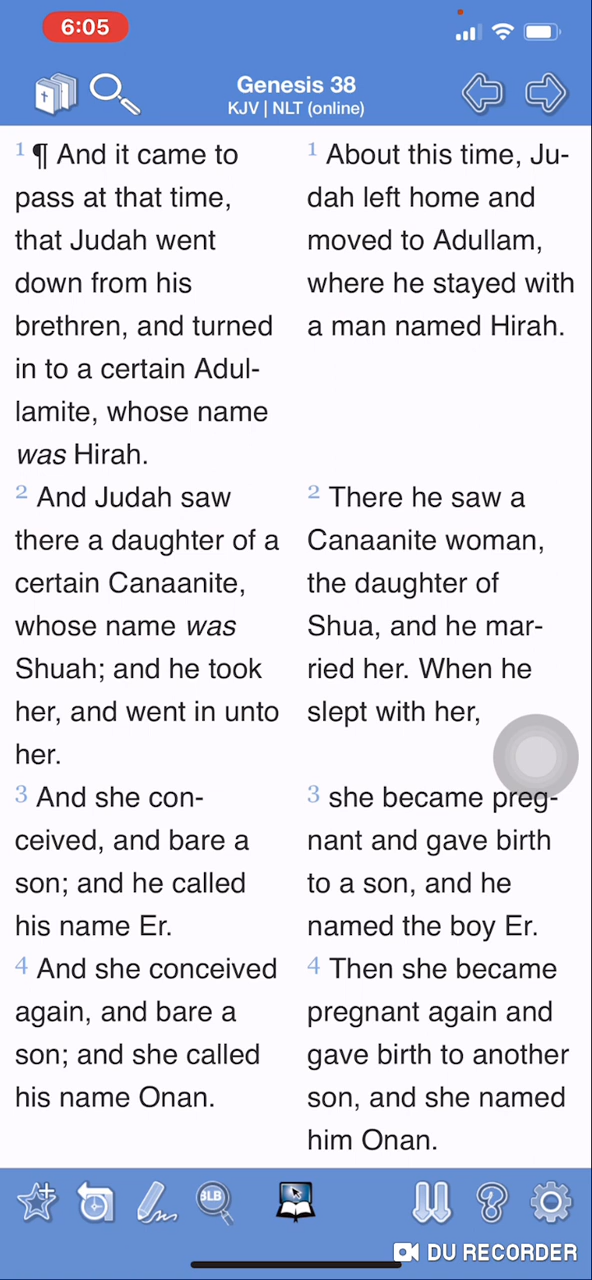 6:05
Genesis 38
KJV | NLT (online)
1 ¶ And it came to
pass at that time,
that Judah went
down from his
brethren, and turned
in to a certain Adul-
lamite, whose name
was Hirah.
2 And Judah saw
there a daughter of a
certain Canaanite,
whose name was
Shuah; and he took
her, and went in unto
her.
3 And she con-
ceived, and bare a
son; and he called
his name Er.
4 And she conceived
again, and bare a
son; and she called
his name Onan.
1 About this time, Ju-
dah left home and
moved to Adullam,
where he stayed with
a man named Hirah.
2 There he saw a
Canaanite woman,
the daughter of
Shua, and he mar-
ried her. When he
slept with her,
3 she became preg-
nant and gave birth
to a son, and he
named the boy Er.
4 Then she became
pregnant again and
gave birth to another
son, and she named
him Onan.
BLB
DU RECORDER